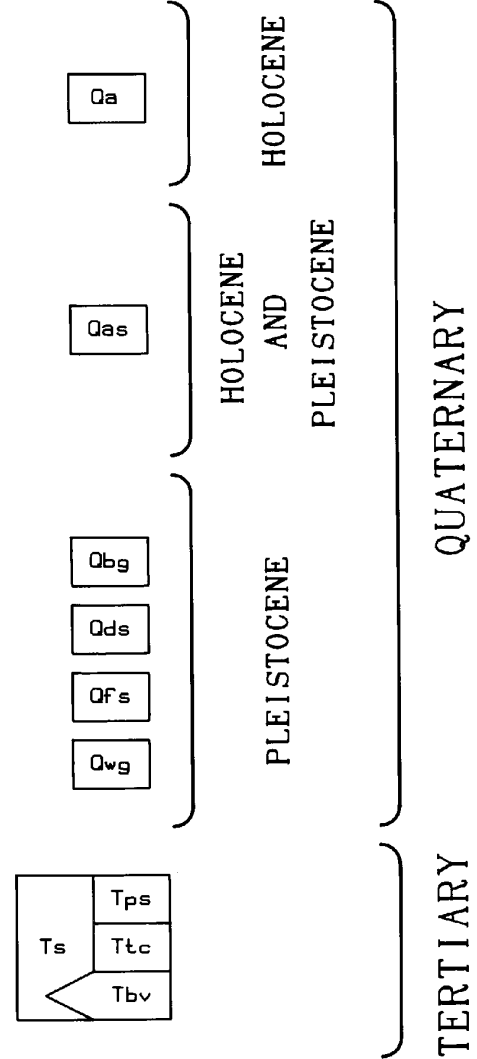 Qa
HOLOCENE
Qas
HOLOCENE
AND
PLEISTOCENE
Qbg
Qds
Qfs
Qwg
PLEISTOCENE
QUATERNARY
Ts
Tps
Ttc
Tbv
TERTIARY